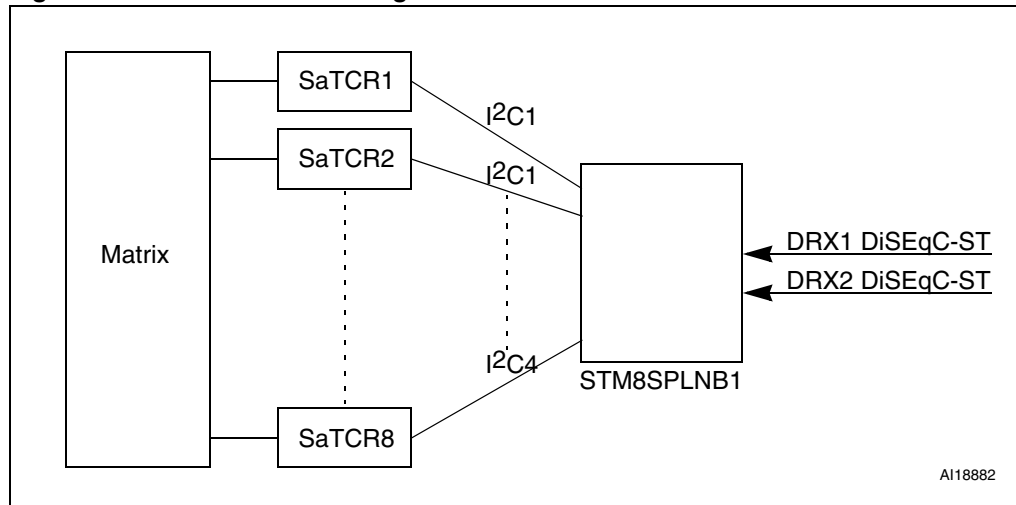 SaTCR1
I2C1
SaTCR2
I2C1
Matrix
DRX1 DiSEqC-ST
DRX2 DiSEqC-ST
I2C4
STM8SPLNB1
SaTCR8
AI18882